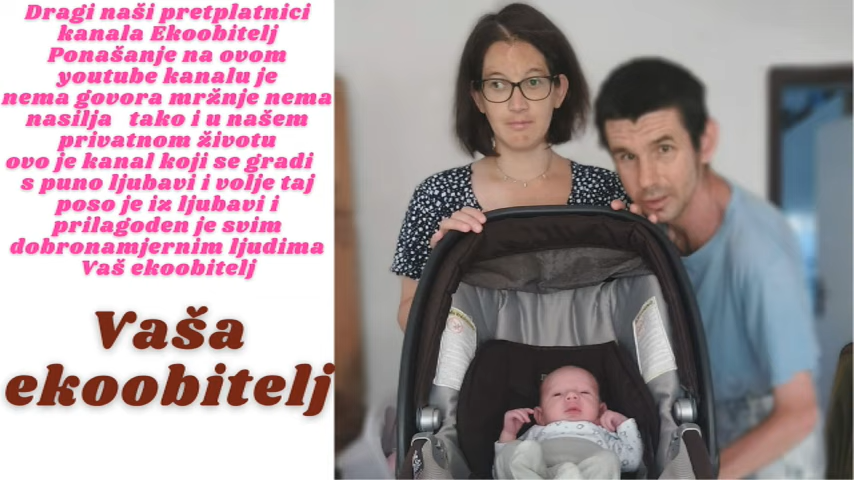 Dragi naši pretplatnici
kanala Ekoobitelj
Ponašanje na ovom
youtube kanalu je
nema govora mržnje nema
nasilja tako i u našem
privatnom životu
ovo je kanal koji se gradi
s puno ljubavi i volje taj
poso je iz ljubavi i
prilagođen je svim
dobronamjernim ljudima
Vaš ekoobitelj
Vaša
ekoobitelj